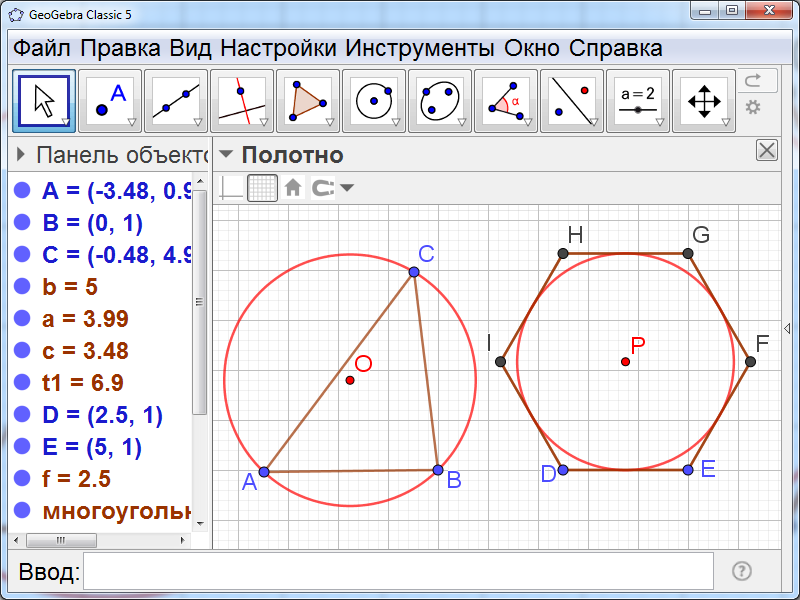 GeoGebra Classic 5
Файл Правка Вид Настройки Инструменты Окно Справка
A
α
a = 2
Панель объекто
Полотно
A = (-3.48, 0.9
B = (0, 1)
C = (-0.48, 4.9
b = 5
a = 3.99
c = 3.48
t1 = 6.9
D = (2.5, 1)
E = (5, 1)
f = 2.5
многоугольн
C
O
A
B
H
G
I
P
F
D
E
Ввод: